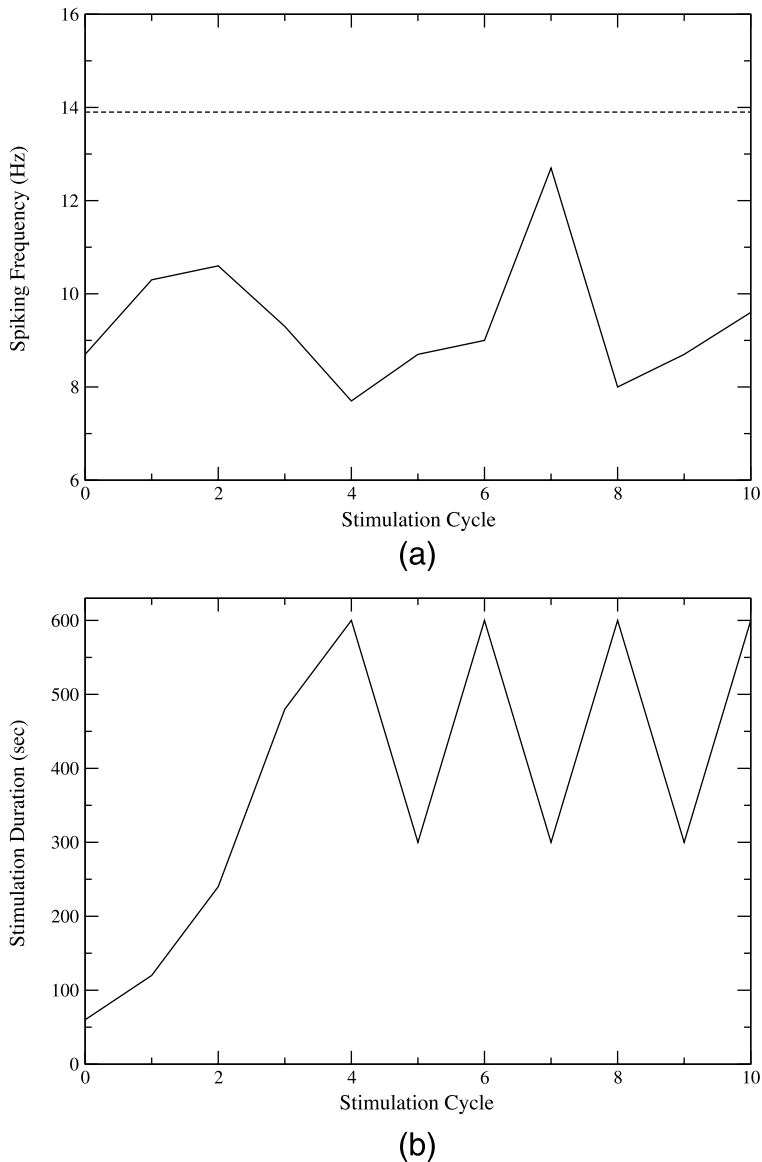 16
14
12
10
8
6
Spiking Frequency (Hz)
0 2 4 6 8 10
Stimulation Cycle
(a)
600
500
400
300
200
100
0
Stimulation Duration (sec)
0 2 4 6 8 10
Stimulation Cycle
(b)